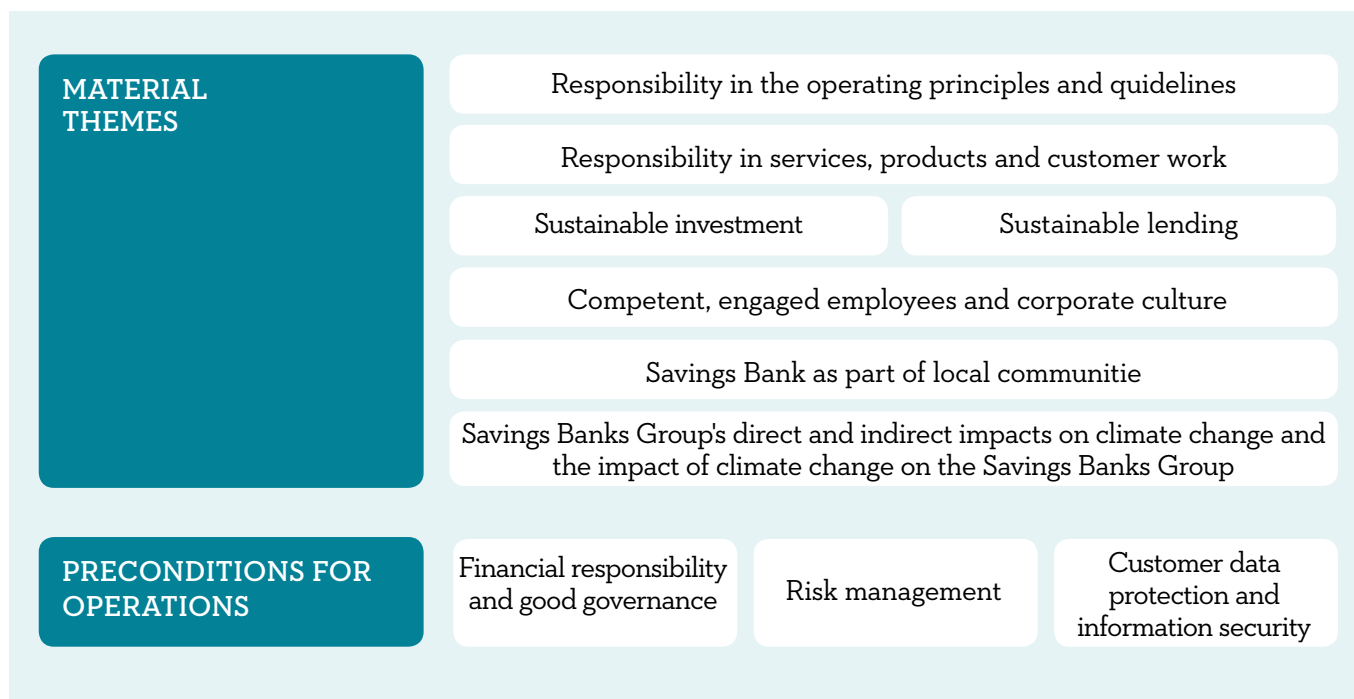 MATERIAL
THEMES
Responsibility in the operating principles and quidelines
Responsibility in services, products and customer work
Sustainable investment
Sustainable lending
Competent, engaged employees and corporate culture
Savings Bank as part of local communitie
Savings Banks Group's direct and indirect impacts on climate change and
the impact of climate change on the Savings Banks Group
PRECONDITIONS FOR
OPERATIONS
Financial responsibility
and good governance
Risk management
Customer data
protection and
information security